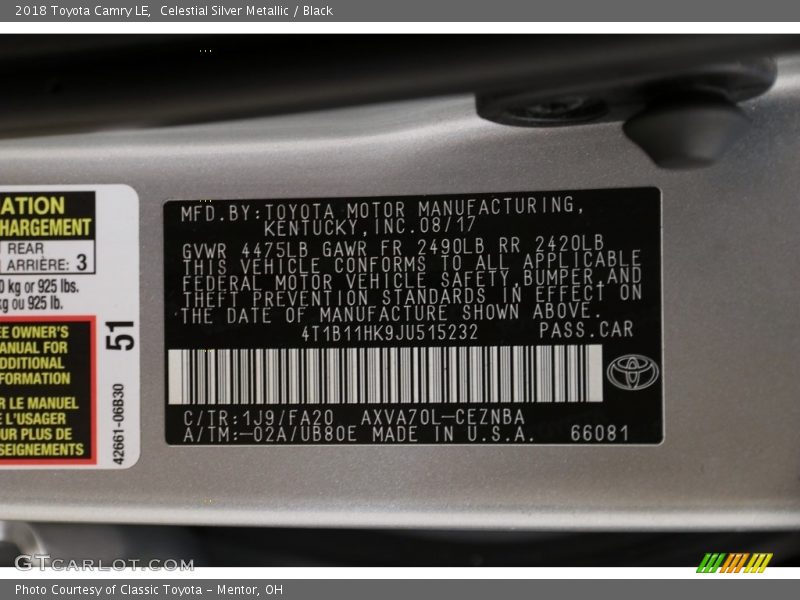 2018 Toyota Camry LE,  Celestial Silver Metallic / Black
ATION
HARGEMENT
REAR
ARRIÈRE: 3
0 kg or 925 lbs.
kg ou 925 lb.
EE OWNER'S
ANUAL FOR
DDITIONAL
FORMATION
R LE MANUEL
E L'USAGER
UR PLUS DE
SEIGNEMENTS
51
42661-06B30
MFD.BY:TOYOTA MOTOR MANUFACTURING,
KENTUCKY,INC.08/17
GVWR 4475LB GAWR FR 2490LB RR 2420LB
THIS VEHICLE CONFORMS TO ALL APPLICABLE
FEDERAL MOTOR VEHICLE SAFETY,BUMPER,AND
THEFT PREVENTION STANDARDS IN EFFECT ON
THE DATE OF MANUFACTURE SHOWN ABOVE.
4T1B11HK9JU515232 PASS.CAR
C/TR:1J9/FA20 AXVA70L-CEZNBA
A/TM:-02A/UB80E MADE IN U.S.A. 66081
GTCARLOT.COM
Photo Courtesy of Classic Toyota - Mentor, OH